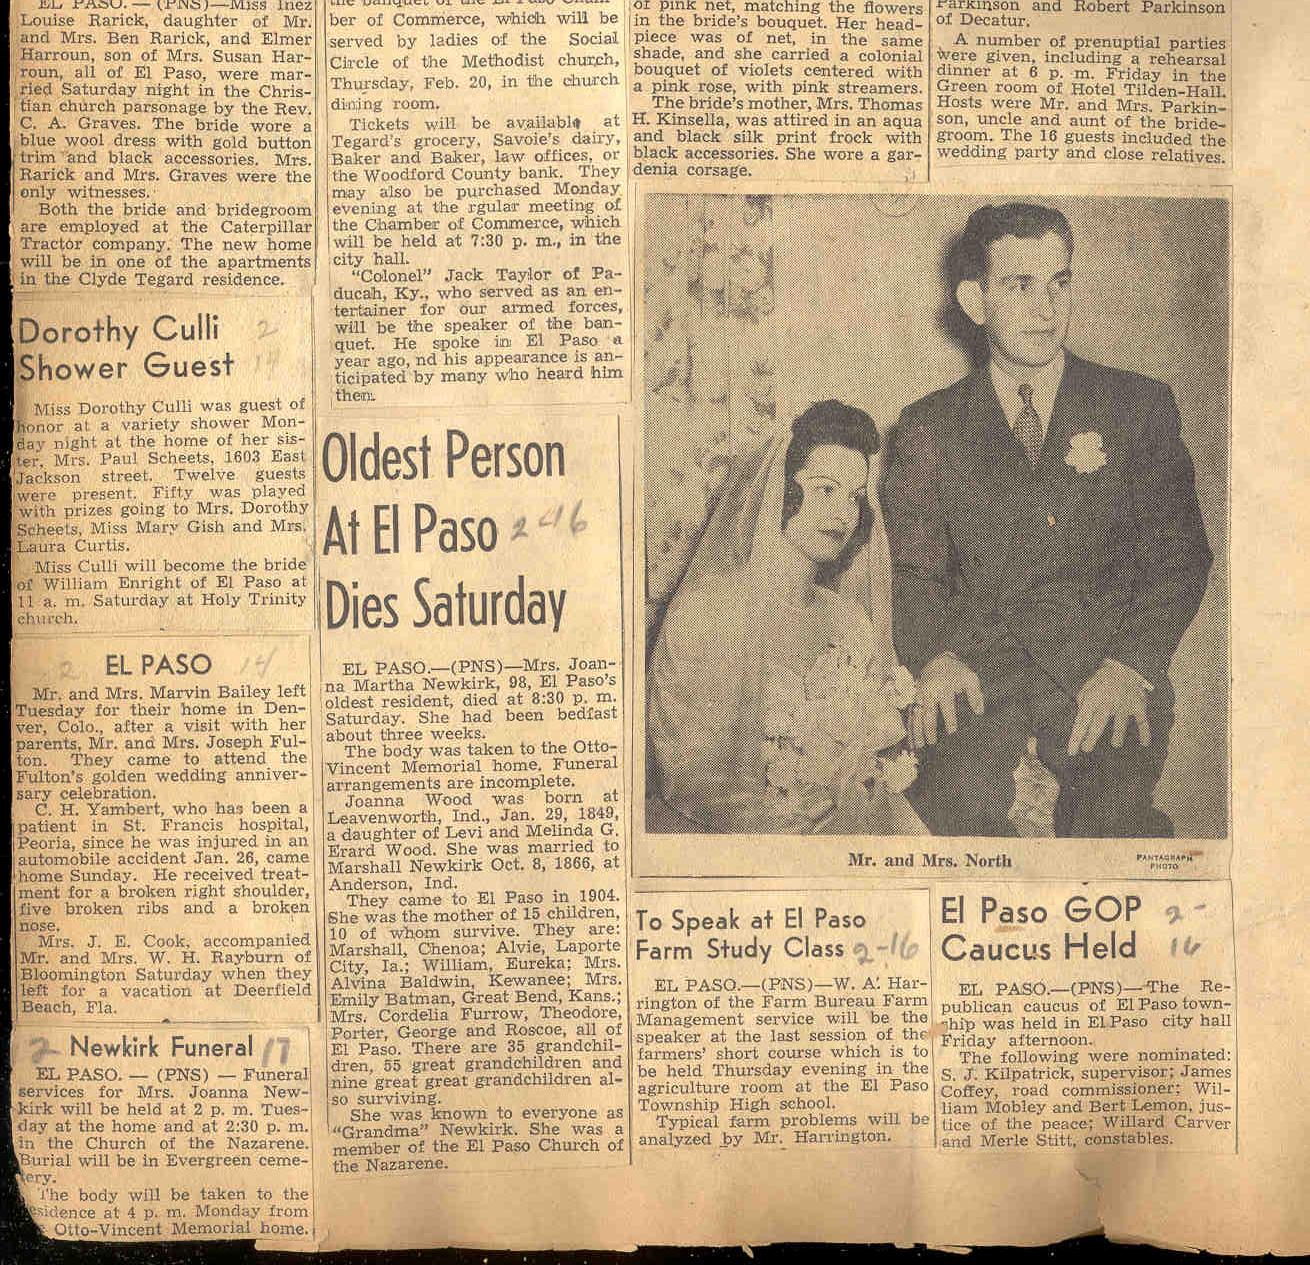 EL PASO. — (PNS)—Miss Inez
Louise Rarick, daughter of Mr.
and Mrs. Ben Rarick, and Elmer
Harroun, son of Mrs. Susan Har-
roun, all of El Paso, were mar-
ried Saturday night in the Chris-
tian church parsonage by the Rev.
C. A. Graves. The bride wore a
blue wool dress with gold button
trim and black accessories. Mrs.
Rarick and Mrs. Graves were the
only witnesses.
Both the bride and bridegroom
are employed at the Caterpillar
Tractor company. The new home
will be in one of the apartments
in the Clyde Tegard residence.
Dorothy Culli 2
Shower Guest 14
Miss Dorothy Culli was guest of
honor at a variety shower Mon-
day night at the home of her sis-
ter, Mrs. Paul Scheets, 1603 East
Jackson street. Twelve guests
were present. Fifty was played
with prizes going to Mrs. Dorothy
Scheets, Miss Mary Gish and Mrs.
Laura Curtis.
Miss Culli will become the bride
of William Enright of El Paso at
11 a. m. Saturday at Holy Trinity
church.
2 EL PASO 14
Mr. and Mrs. Marvin Bailey left
Tuesday for their home in Den-
ver, Colo., after a visit with her
parents, Mr. and Mrs. Joseph Ful-
ton. They came to attend the
Fulton's golden wedding anniver-
sary celebration.
C. H. Yambert, who has been a
patient in St. Francis hospital,
Peoria, since he was injured in an
automobile accident Jan. 26, came
home Sunday. He received treat-
ment for a broken right shoulder,
five broken ribs and a broken
nose.
Mrs. J. E. Cook, accompanied
Mr. and Mrs. W. H. Rayburn of
Bloomington Saturday when they
left for a vacation at Deerfield
Beach, Fla.
2 Newkirk Funeral 17
EL PASO. — (PNS) — Funeral
services for Mrs. Joanna New-
kirk will be held at 2 p. m. Tues-
day at the home and at 2:30 p. m.
in the Church of the Nazarene.
Burial will be in Evergreen ceme-
tery.
The body will be taken to the
residence at 4 p. m. Monday from
Otto-Vincent Memorial home.
the banquet of the El Paso Cham-
ber of Commerce, which will be
served by ladies of the Social
Circle of the Methodist church,
Thursday, Feb. 20, in the church
dining room.
Tickets will be available at
Tegard's grocery, Savoie's dairy,
Baker and Baker, law offices, or
the Woodford County bank. They
may also be purchased Monday
evening at the rgular meeting of
the Chamber of Commerce, which
will be held at 7:30 p. m., in the
city hall.
"Colonel" Jack Taylor of Pa-
ducah, Ky., who served as an en-
tertainer for our armed forces,
will be the speaker of the ban-
quet. He spoke in El Paso a
year ago, nd his appearance is an-
ticipated by many who heard him
then.
Oldest Person
At El Paso 2-16
Dies Saturday
EL PASO.—(PNS)—Mrs. Joan-
na Martha Newkirk, 98, El Paso's
oldest resident, died at 8:30 p. m.
Saturday. She had been bedfast
about three weeks.
The body was taken to the Otto-
Vincent Memorial home. Funeral
arrangements are incomplete.
Joanna Wood was born at
Leavenworth, Ind., Jan. 29, 1849,
a daughter of Levi and Melinda G.
Erard Wood. She was married to
Marshall Newkirk Oct. 8, 1866, at
Anderson, Ind.
They came to El Paso in 1904.
She was the mother of 15 children,
10 of whom survive. They are:
Marshall, Chenoa; Alvie, Laporte
City, Ia.; William, Eureka; Mrs.
Alvina Baldwin, Kewanee; Mrs.
Emily Batman, Great Bend, Kans.;
Mrs. Cordelia Furrow, Theodore,
Porter, George and Roscoe, all of
El Paso. There are 35 grandchil-
dren, 55 great grandchildren and
nine great great grandchildren al-
so surviving.
She was known to everyone as
"Grandma" Newkirk. She was a
member of the El Paso Church of
the Nazarene.
of pink net, matching the flowers
in the bride's bouquet. Her head-
piece was of net, in the same
shade, and she carried a colonial
bouquet of violets centered with
a pink rose, with pink streamers.
The bride's mother, Mrs. Thomas
H. Kinsella, was attired in an aqua
and black silk print frock with
black accessories. She wore a gar-
denia corsage.
Parkinson and Robert Parkinson
of Decatur.
A number of prenuptial parties
were given, including a rehearsal
dinner at 6 p. m. Friday in the
Green room of Hotel Tilden-Hall.
Hosts were Mr. and Mrs. Parkin-
son, uncle and aunt of the bride-
groom. The 16 guests included the
wedding party and close relatives.
Mr. and Mrs. North
PANTAGRAPH
PHOTO
To Speak at El Paso
Farm Study Class 2-16
EL PASO.—(PNS)—W. A. Har-
rington of the Farm Bureau Farm
Management service will be the
speaker at the last session of the
farmers' short course which is to
be held Thursday evening in the
agriculture room at the El Paso
Township High school.
Typical farm problems will be
analyzed by Mr. Harrington.
El Paso GOP 2-
Caucus Held 16
EL PASO.—(PNS)—The Re-
publican caucus of El Paso town-
ship was held in El Paso city hall
Friday afternoon.
The following were nominated:
S. J. Kilpatrick, supervisor; James
Coffey, road commissioner; Wil-
liam Mobley and Bert Lemon, jus-
tice of the peace; Willard Carver
and Merle Stitt, constables.